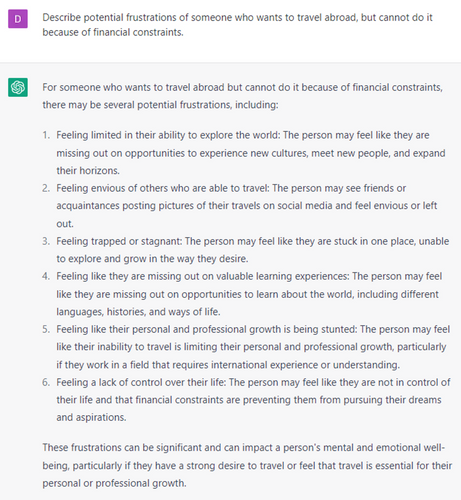 D
Describe potential frustrations of someone who wants to travel abroad, but cannot do it
because of financial constraints.
For someone who wants to travel abroad but cannot do it because of financial constraints,
there may be several potential frustrations, including:
1. Feeling limited in their ability to explore the world: The person may feel like they are
missing out on opportunities to experience new cultures, meet new people, and expand
their horizons.
2. Feeling envious of others who are able to travel: The person may see friends or
acquaintances posting pictures of their travels on social media and feel envious or left
out.
3. Feeling trapped or stagnant: The person may feel like they are stuck in one place, unable
to explore and grow in the way they desire.
4. Feeling like they are missing out on valuable learning experiences: The person may feel
like they are missing out on opportunities to learn about the world, including different
languages, histories, and ways of life.
5. Feeling like their personal and professional growth is being stunted: The person may feel
like their inability to travel is limiting their personal and professional growth, particularly
if they work in a field that requires international experience or understanding.
6. Feeling a lack of control over their life: The person may feel like they are not in control of
their life and that financial constraints are preventing them from pursuing their dreams
and aspirations.
These frustrations can be significant and can impact a person's mental and emotional well-
being, particularly if they have a strong desire to travel or feel that travel is essential for their
personal or professional growth.